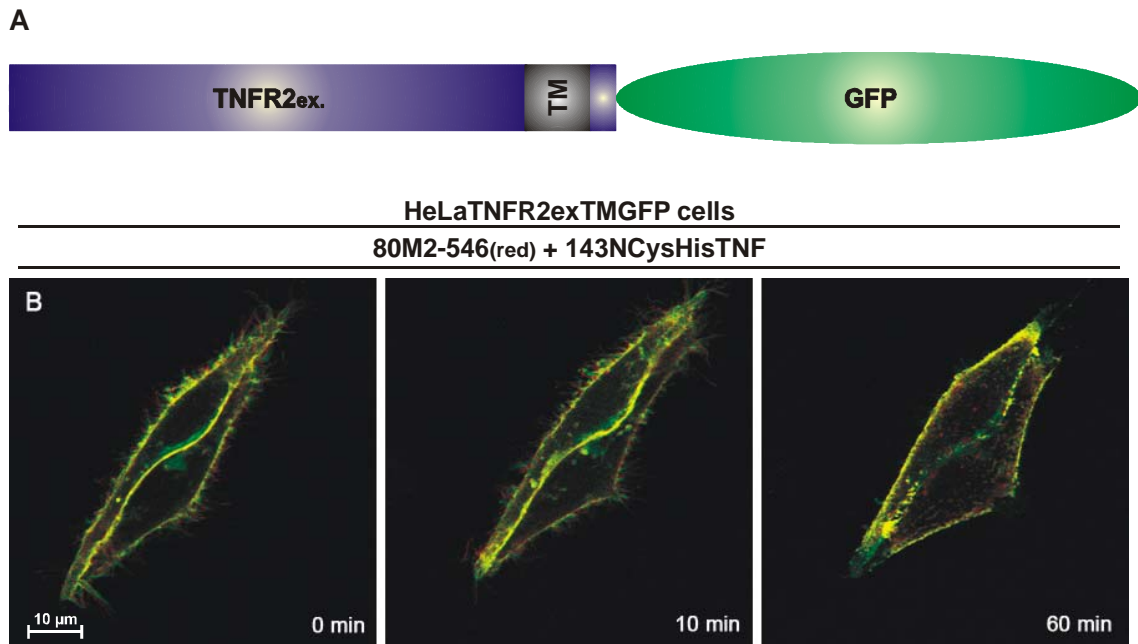 A
TNFR2ex. TM GFP
HeLaTNFR2exTMGFP cells
80M2-546(red) + 143NCysHisTNF
B
10 µm 0 min 10 min 60 min